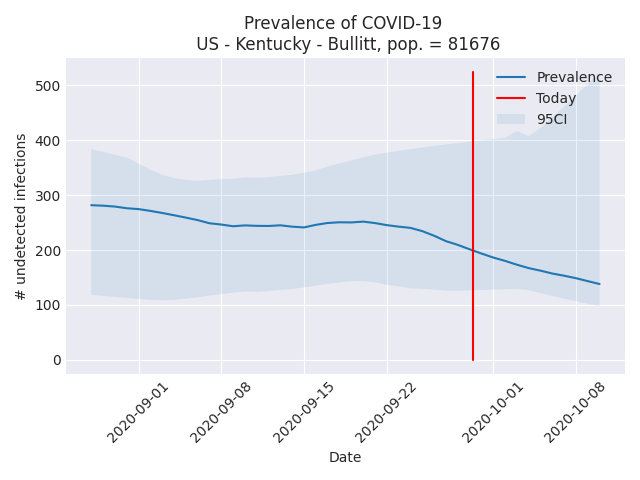 Prevalence of COVID-19
US - Kentucky - Bullitt, pop. = 81676
Prevalence
Today
95CI
# undetected infections
500
400
300
200
100
0
2020-09-01
2020-09-08
2020-09-15
2020-09-22
2020-10-01
2020-10-08
Date